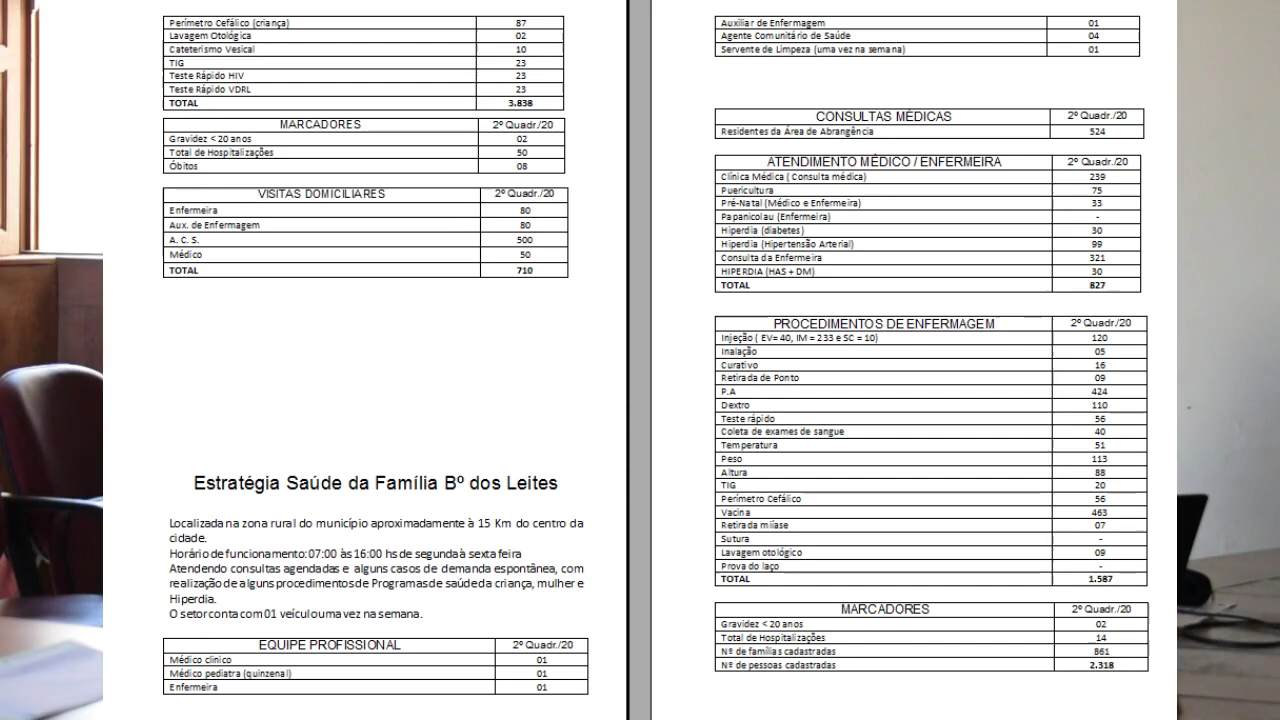 Perímetro Cefálico (criança) 87
Lavagem Otológica 02
Cateterismo Vesical 10
TIG 23
Teste Rápido HIV 23
Teste Rápido VDRL 23
TOTAL 3.838
MARCADORES 2º Quadr./20
Gravidez < 20 anos 02
Total de Hospitalizações 50
Óbitos 08
VISITAS DOMICILIARES 2º Quadr./20
Enfermeira 80
Aux. de Enfermagem 80
A. C. S. 500
Médico 50
TOTAL 710
Estratégia Saúde da Família Bº dos Leites
Localizada na zona rural do município aproximadamente à 15 Km do centro da
cidade.
Horário de funcionamento: 07:00 às 16:00 hs de segunda à sexta feira
Atendendo consultas agendadas e alguns casos de demanda espontânea, com
realização de alguns procedimentos de Programas de saúde da criança, mulher e
Hiperdia.
O setor conta com 01 veículo uma vez na semana.
EQUIPE PROFISSIONAL 2º Quadr./20
Médico clinico 01
Médico pediatra (quinzenal) 01
Enfermeira 01
Auxiliar de Enfermagem 01
Agente Comunitário de Saúde 04
Servente de Limpeza (uma vez na semana) 01
CONSULTAS MÉDICAS 2º Quadr./20
Residentes da Área de Abrangência 524
ATENDIMENTO MÉDICO / ENFERMEIRA 2º Quadr./20
Clínica Médica ( Consulta médica) 239
Puericultura 75
Pré-Natal (Médico e Enfermeira) 33
Papanicolau (Enfermeira) -
Hiperdia (diabetes) 30
Hiperdia (Hipertensão Arterial) 99
Consulta da Enfermeira 321
HIPERDIA (HAS + DM) 30
TOTAL 827
PROCEDIMENTOS DE ENFERMAGEM 2º Quadr./20
Injeção ( EV= 40, IM = 233 e SC = 10) 120
Inalação 05
Curativo 16
Retirada de Ponto 09
P.A 424
Dextro 110
Teste rápido 56
Coleta de exames de sangue 40
Temperatura 51
Peso 113
Altura 88
TIG 20
Perímetro Cefálico 56
Vacina 463
Retirada miíase 07
Sutura -
Lavagem otológico 09
Prova do laço -
TOTAL 1.587
MARCADORES 2º Quadr./20
Gravidez < 20 anos 02
Total de Hospitalizações 14
Nº de famílias cadastradas 861
Nº de pessoas cadastradas 2.318